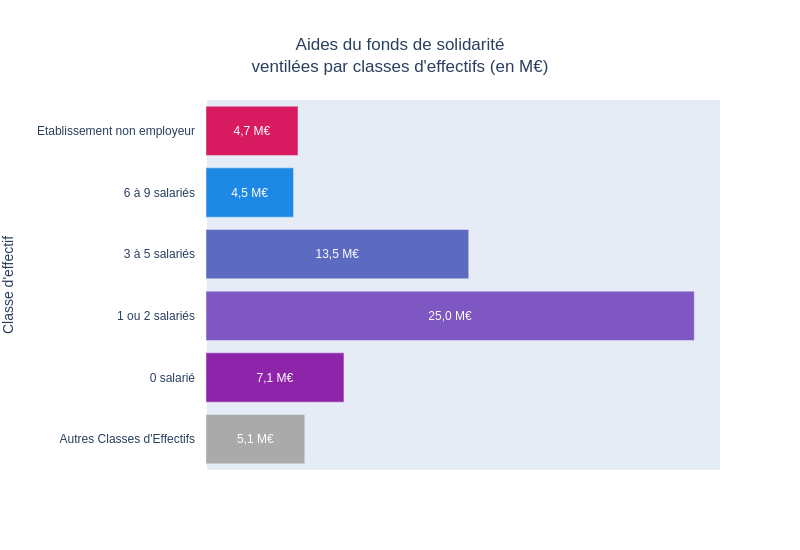 Aides du fonds de solidarité
ventilées par classes d'effectifs (en M€)
Classe d'effectif
Etablissement non employeur
4,7 M€
6 à 9 salariés
4,5 M€
3 à 5 salariés
13,5 M€
1 ou 2 salariés
25,0 M€
0 salarié
7,1 M€
Autres Classes d'Effectifs
5,1 M€